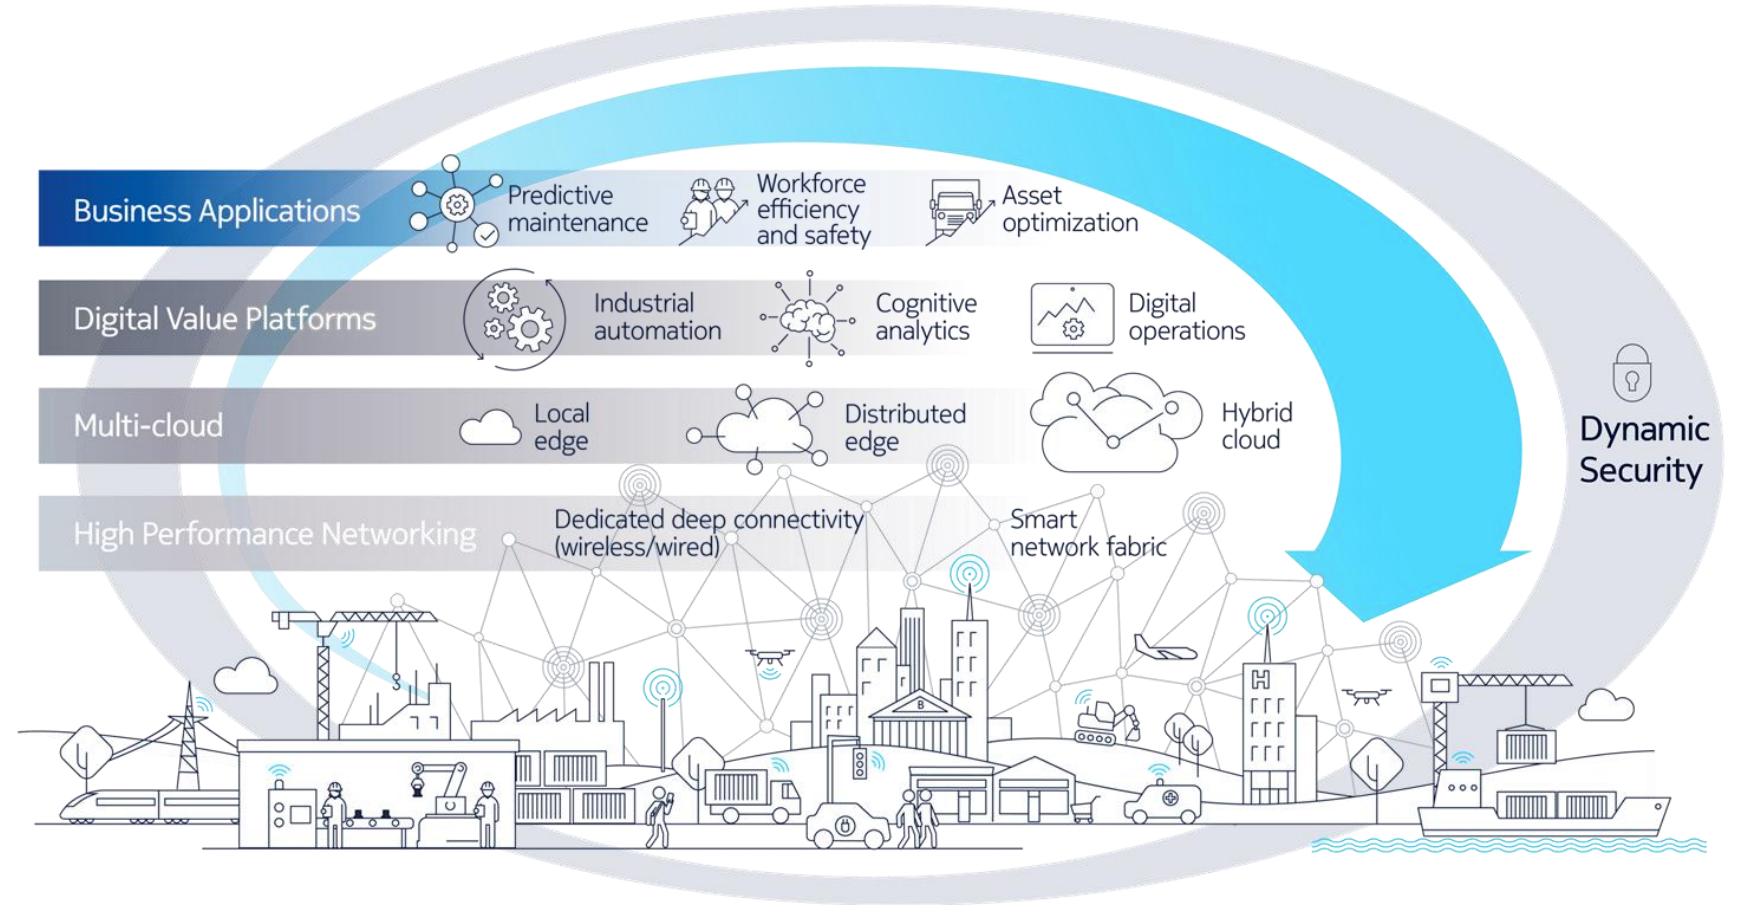 Business Applications
Predictive
maintenance
Workforce
efficiency
and safety
Asset
optimization
Digital Value Platforms
Industrial
automation
Cognitive
analytics
Digital
operations
Multi-cloud
Local
edge
Distributed
edge
Hybrid
cloud
Dynamic
Security
High Performance Networking
Dedicated deep connectivity
(wireless/wired)
Smart
network fabric
B
H